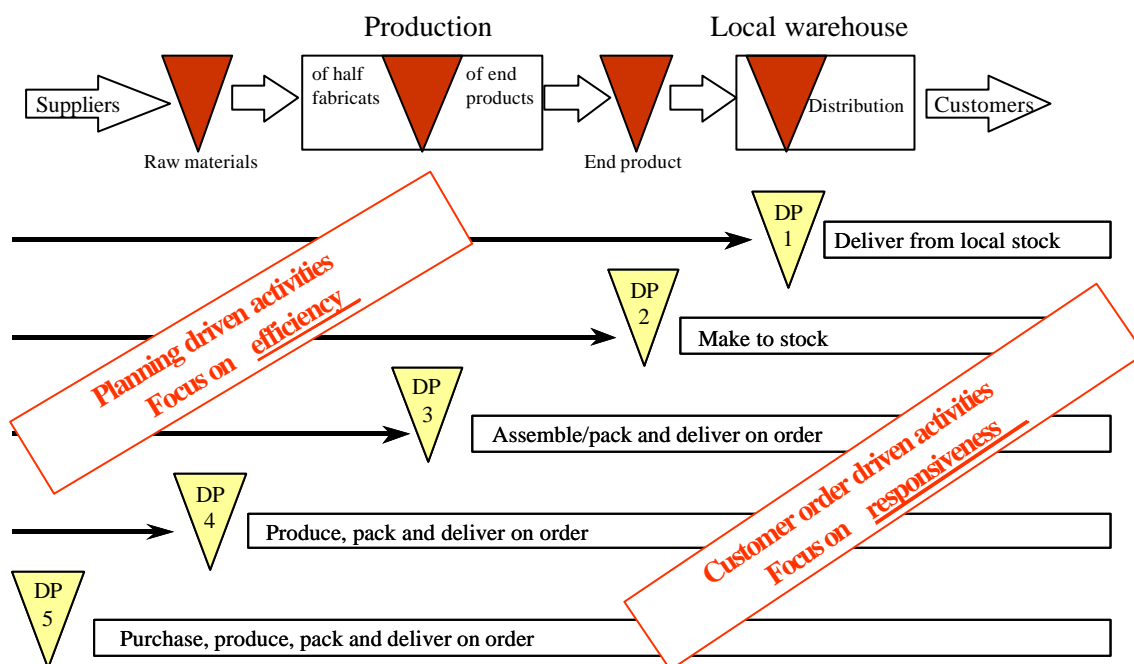 Production
Local warehouse
Suppliers
of half
fabricats
of end
products
Distribution
Customers
Raw materials
End product
DP
1
Deliver from local stock
Planning driven activities
Focus on efficiency
DP
2
Make to stock
DP
3
Assemble/pack and deliver on order
Customer order driven activities
Focus on responsiveness
DP
4
Produce, pack and deliver on order
DP
5
Purchase, produce, pack and deliver on order